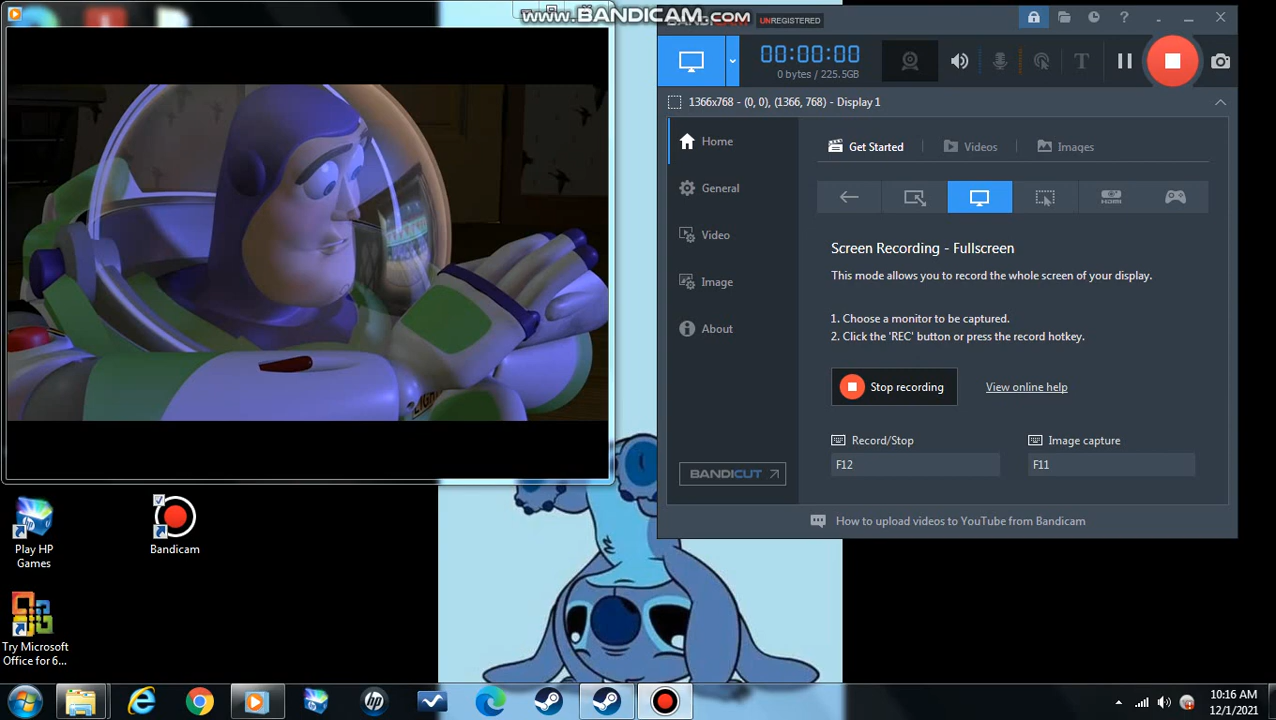 www.BANDICAM.com
UNREGISTERED
00:00:00
0 bytes / 225.5GB
1366x768 - (0, 0), (1366, 768) - Display 1
Home
General
Video
Image
About
BANDICUT
Get Started
Videos
Images
HDMI
Screen Recording - Fullscreen
This mode allows you to record the whole screen of your display.
1. Choose a monitor to be captured.
2. Click the 'REC' button or press the record hotkey.
Stop recording
View online help
Record/Stop
Image capture
F12
F11
How to upload videos to YouTube from Bandicam
Play HP
Games
Bandicam
Try Microsoft
Office for 6...
10:16 AM
12/1/2021